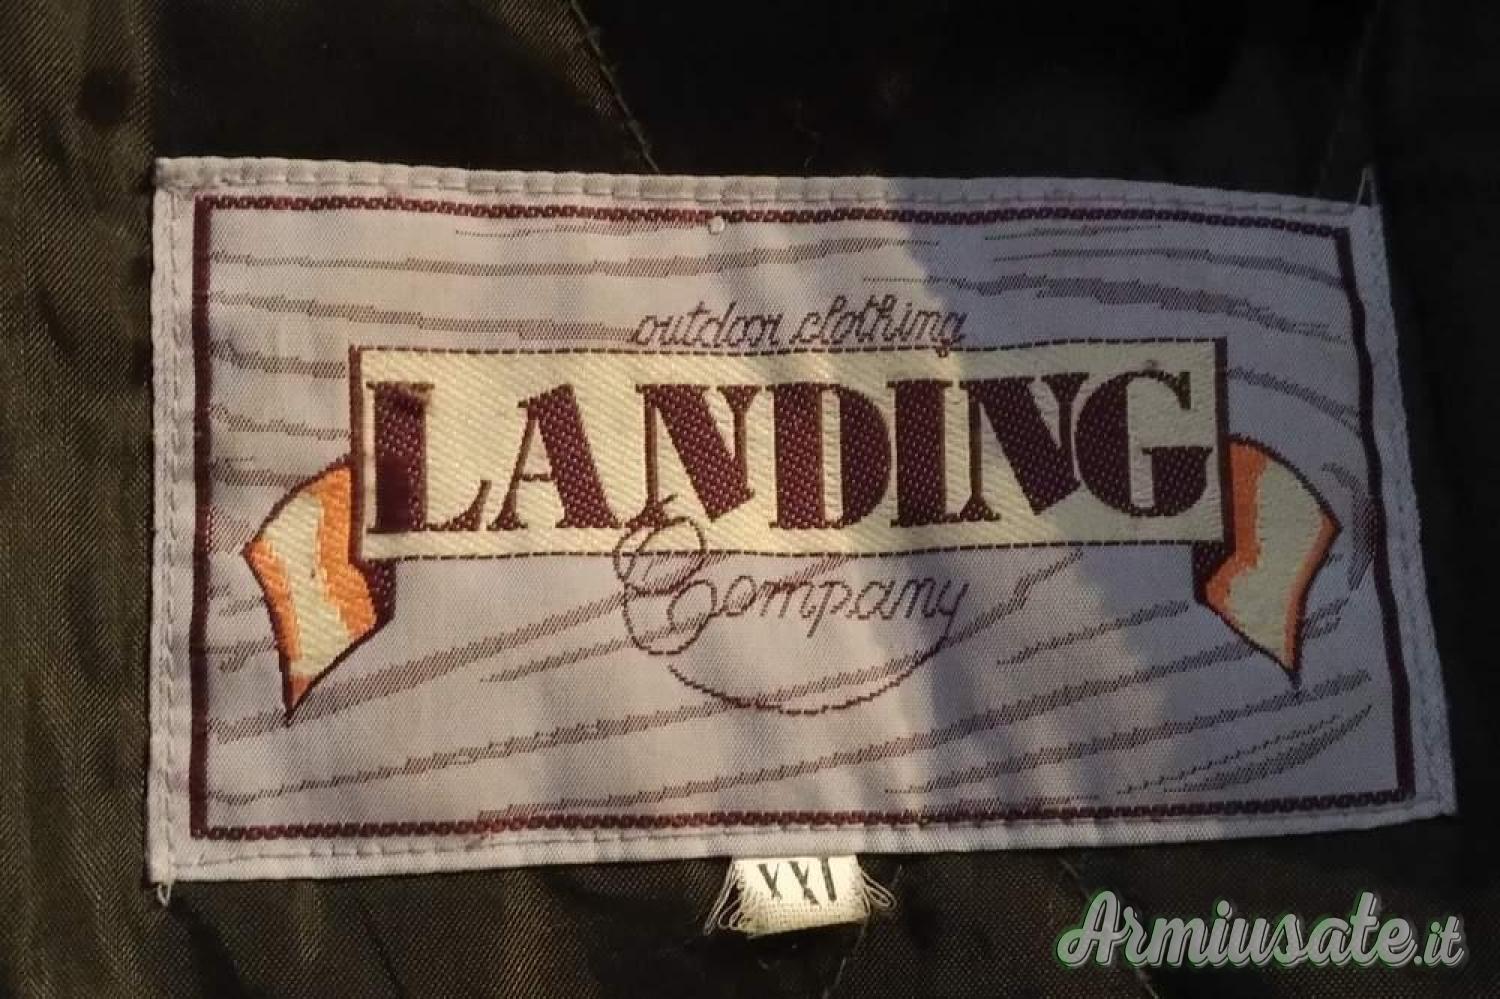 outdoor clothing
LANDING
Company
XXL
Armiusate.it